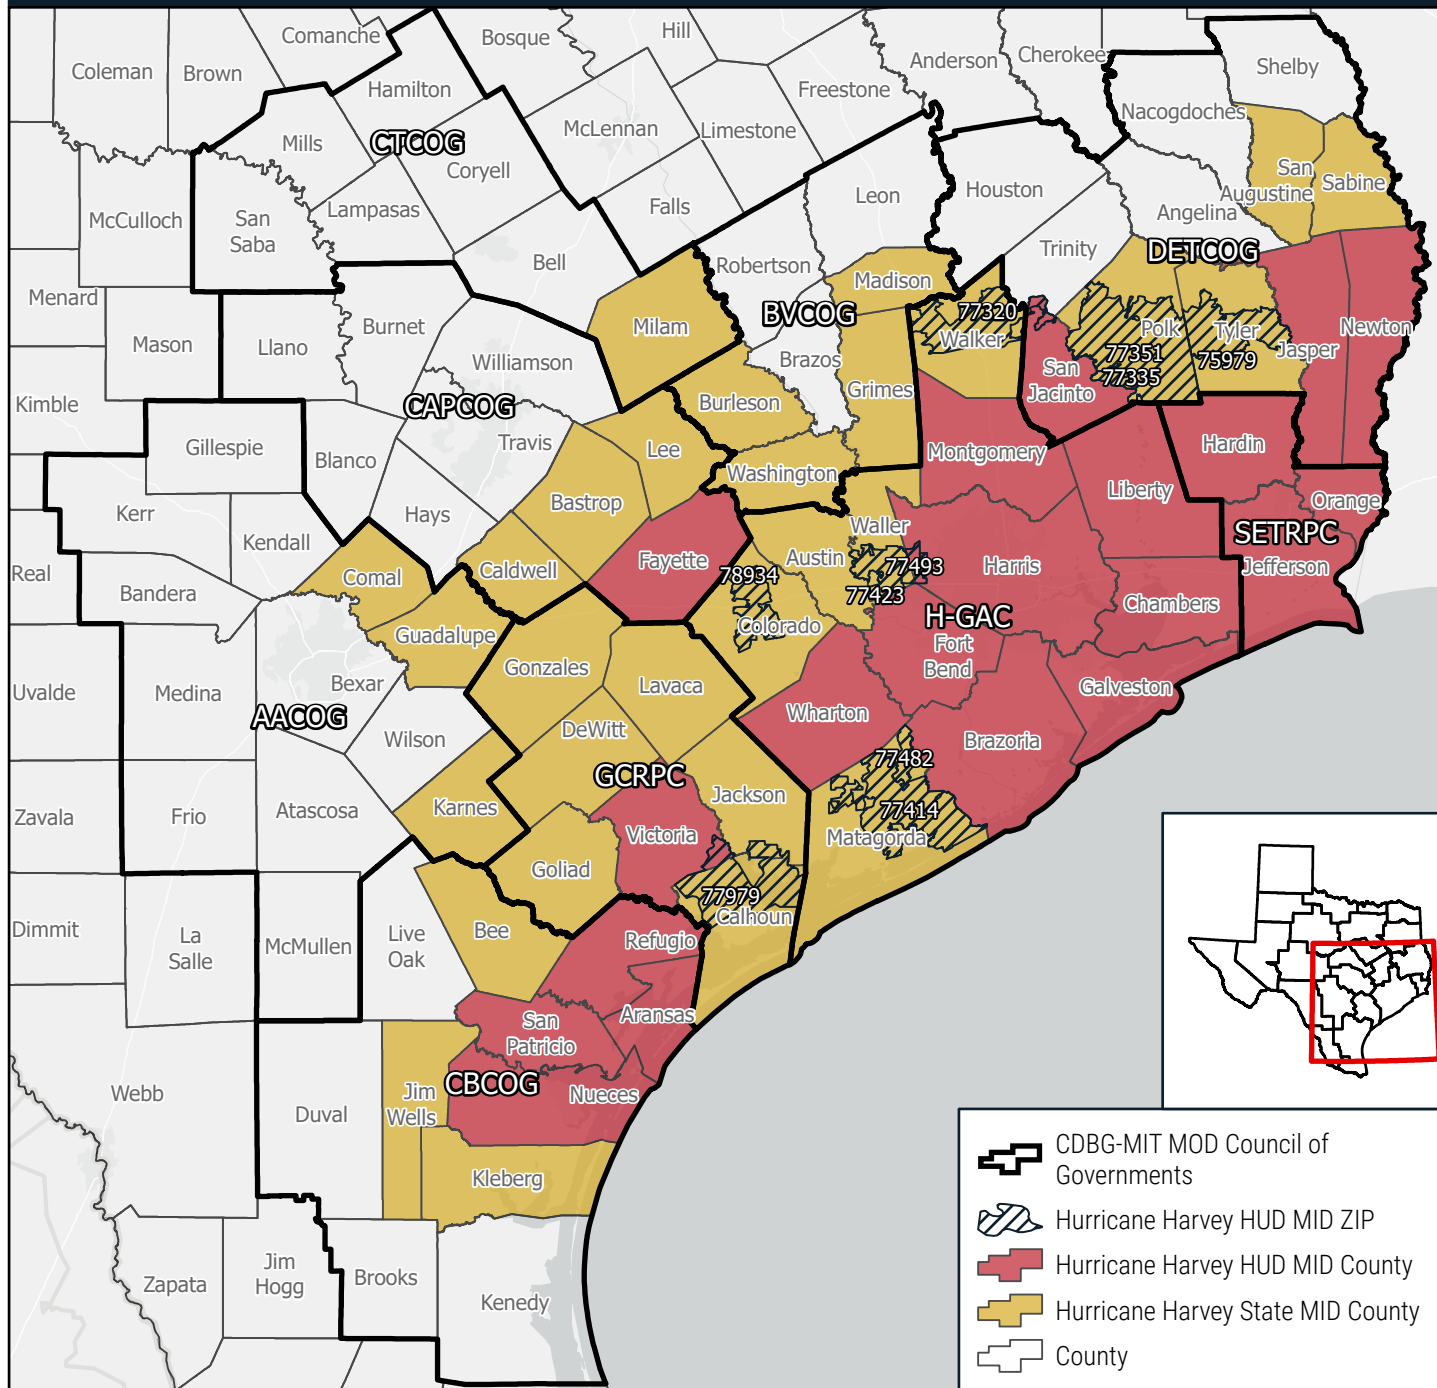 Comanche
Bosque
Hill
Anderson
Cherokee
Shelby
Coleman
Brown
Hamilton
Freestone
Nacogdoches
McLennan
Limestone
Mills
CTCOG
Coryell
San
Augustine
Sabine
McCulloch
San
Saba
Lampasas
Falls
Leon
Houston
Angelina
Trinity
DETCOG
Bell
Robertson
Madison
Menard
Burnet
Milam
BVCOG
77320
Walker
Polk
Tyler
Newton
Mason
Llano
Williamson
Brazos
77351
75979
Jasper
77335
San
Jacinto
Kimble
CAPCOG
Burleson
Grimes
Gillespie
Blanco
Travis
Lee
Washington
Montgomery
Hardin
Liberty
Kerr
Hays
Bastrop
Waller
Orange
Kendall
SETRPC
Real
Bandera
Comal
Caldwell
Fayette
78934
Austin
77493
77423
Harris
Jefferson
Chambers
Guadalupe
Colorado
H-GAC
Fort
Bend
Uvalde
Medina
Bexar
Gonzales
Lavaca
Galveston
AACOG
Wilson
DeWitt
Wharton
Brazoria
GCRPC
77482
Zavala
Frio
Atascosa
Karnes
Jackson
77414
Victoria
Matagorda
Goliad
77979
Calhoun
Dimmit
La
Salle
McMullen
Live
Oak
Bee
Refugio
San
Patricio
Aransas
Webb
Duval
Jim
Wells
CBCOG
Nueces
Kleberg
Zapata
Jim
Hogg
Brooks
Kenedy
CDBG-MIT MOD Council of
Governments
Hurricane Harvey HUD MID ZIP
Hurricane Harvey HUD MID County
Hurricane Harvey State MID County
County